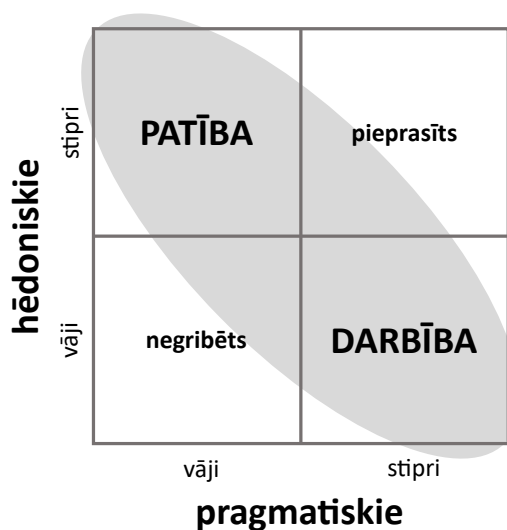 hēdoniskie
stipri
vāji
PATĪBA
pieprasīts
negribēts
DARBĪBA
vāji
stipri
pragmatiskie